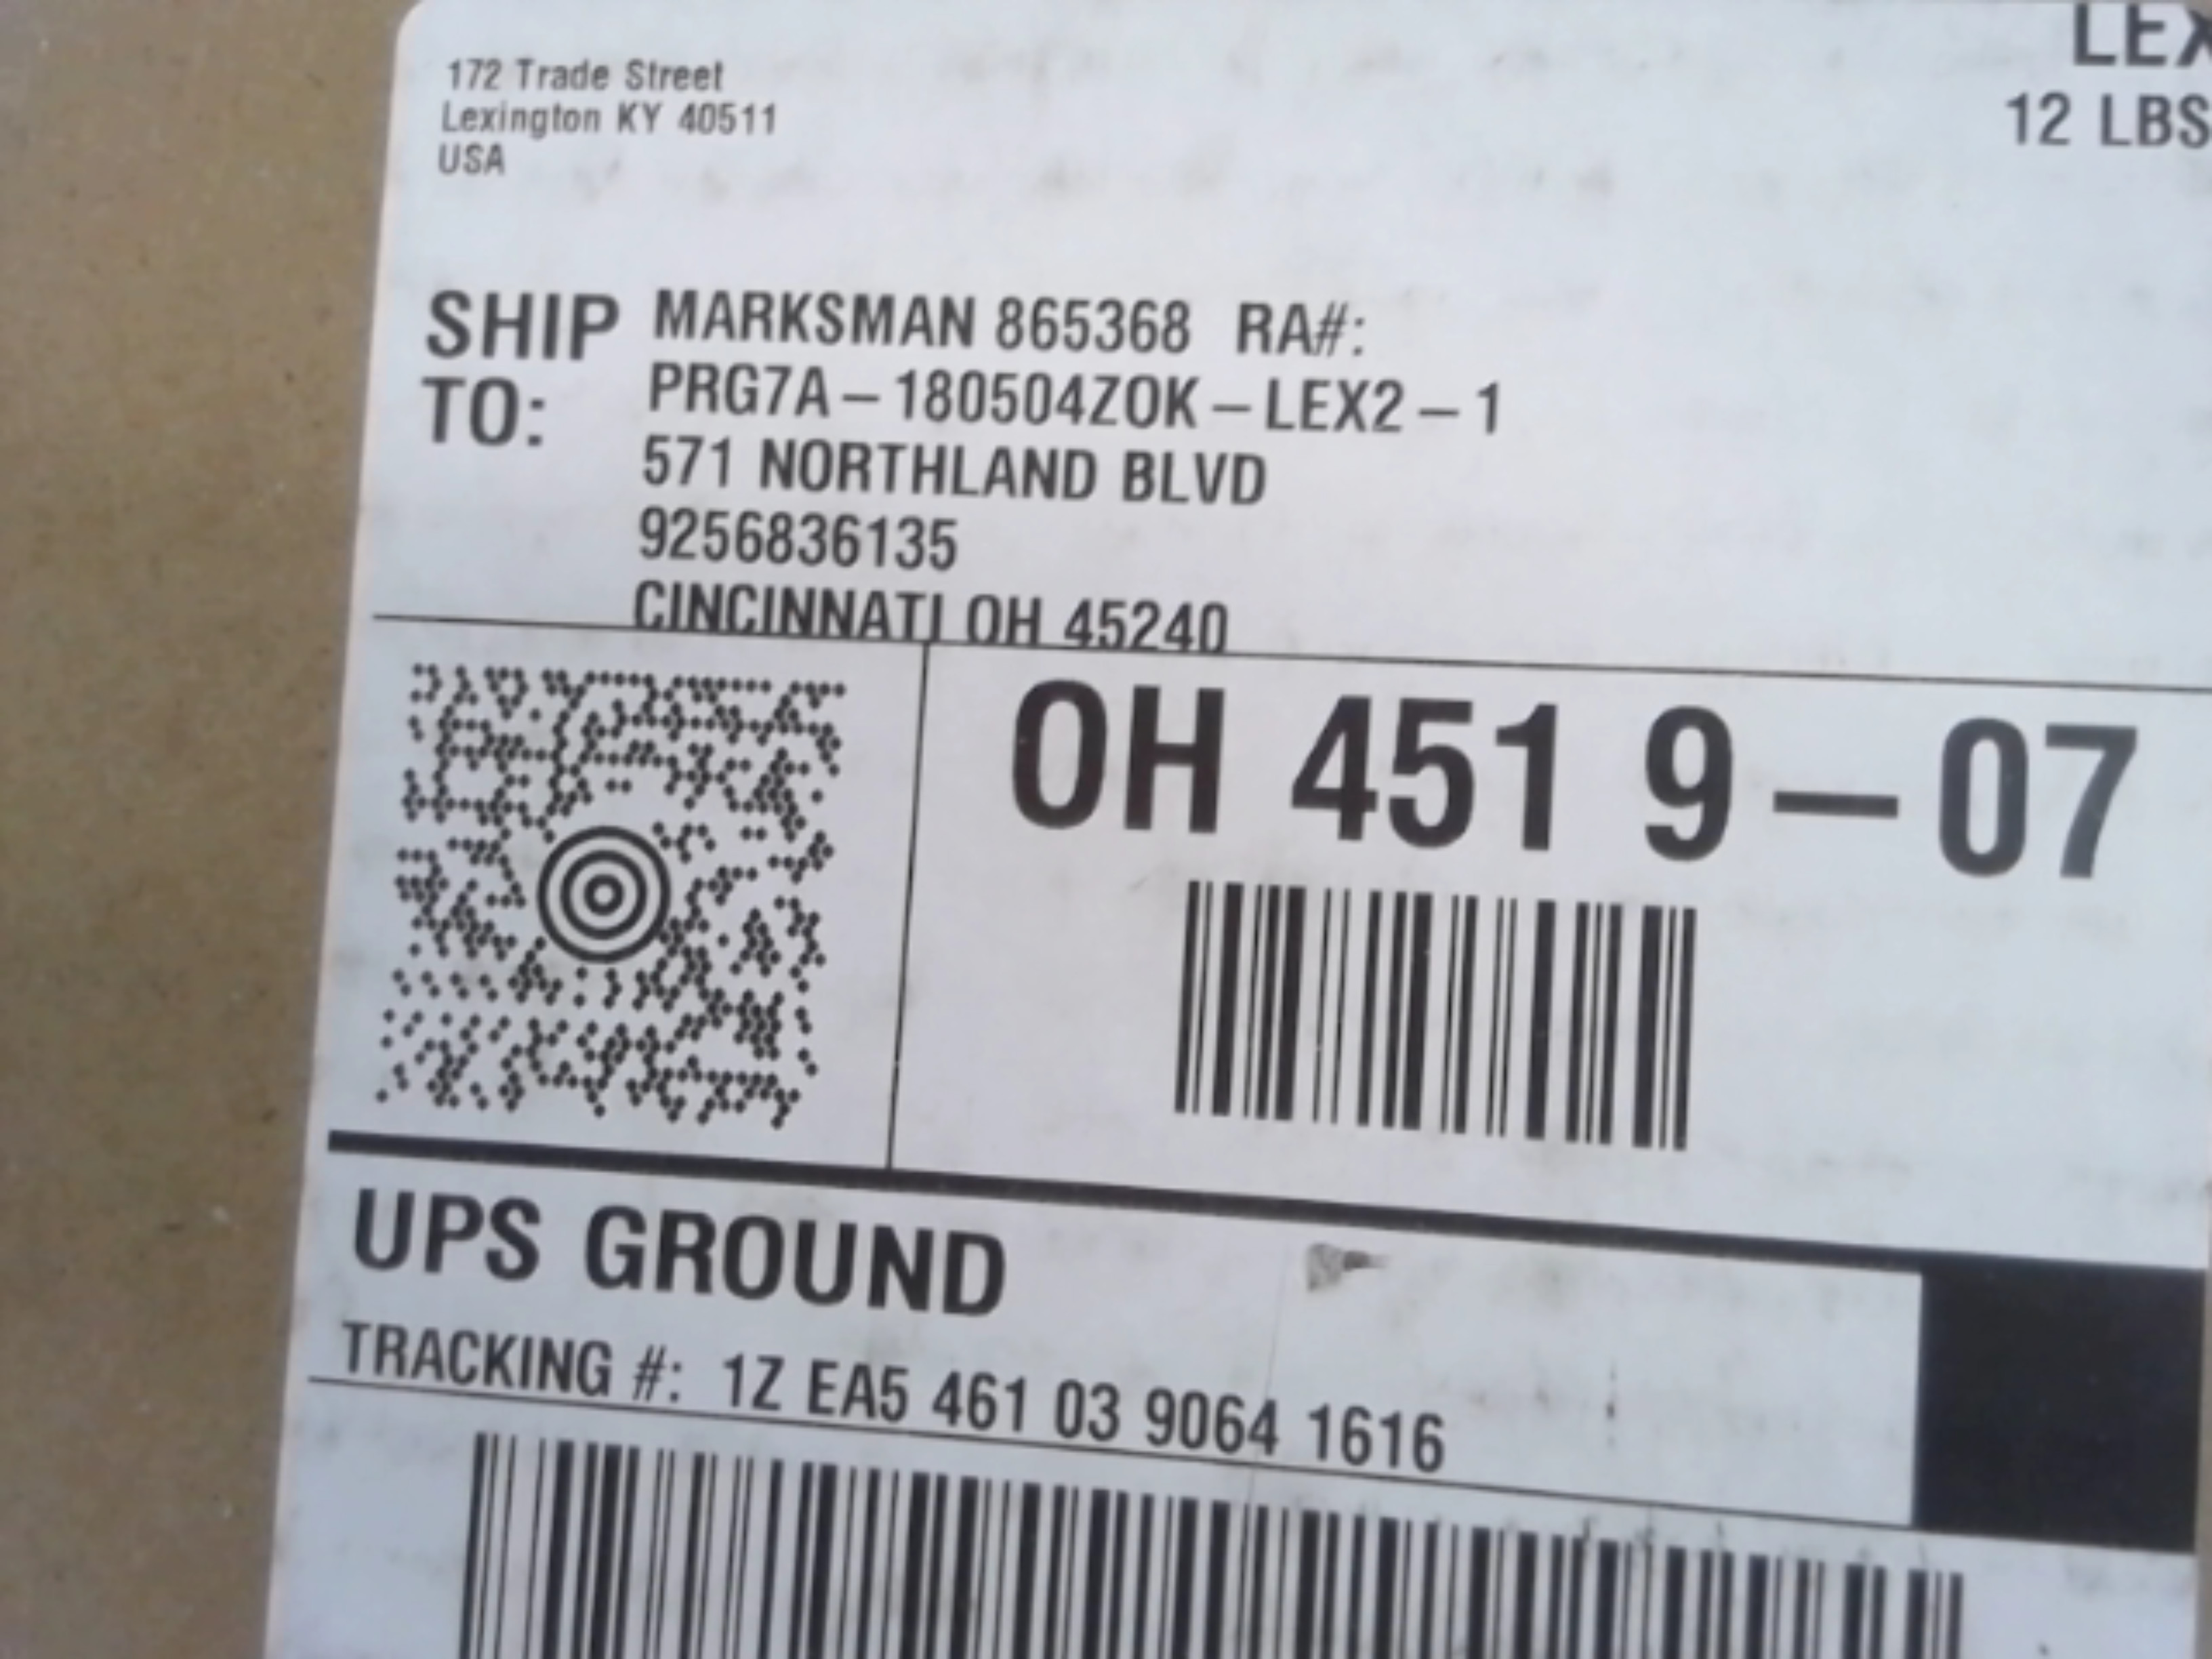 172 Trade Street
Lexington KY 40511
USA
LEX
12 LBS
SHIP TO:
MARKSMAN 865368 RA#:
PRG7A-180504ZOK-LEX2-1
571 NORTHLAND BLVD
9256836135
CINCINNATI OH 45240
OH 451 9-07
UPS GROUND
TRACKING #: 1Z EA5 461 03 9064 1616